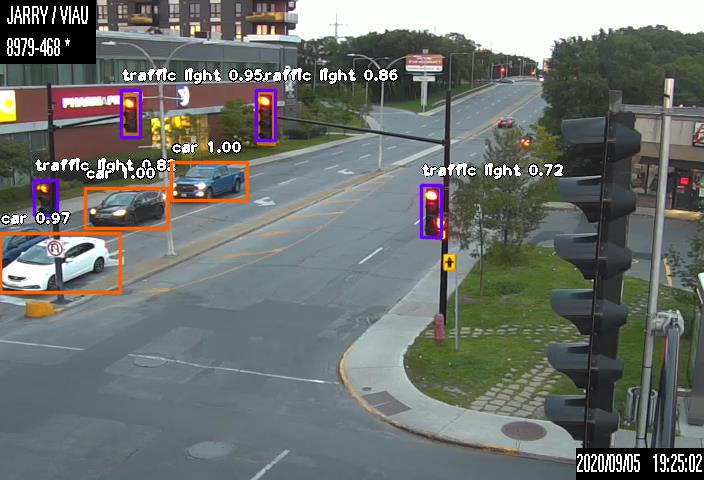 JARRY / VIAU
8979-468 *
traffic light 0.95
traffic light 0.86
car 1.00
traffic light 0.82
car 1.00
traffic light 0.72
car 0.97
2020/09/05 19:25:02